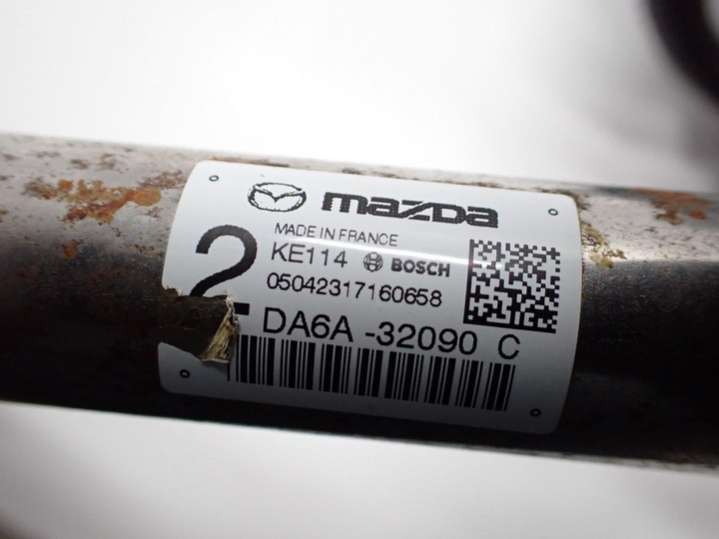 mazda
MADE IN FRANCE
2
KE114 BOSCH
05042317160658
DA6A -32090 C